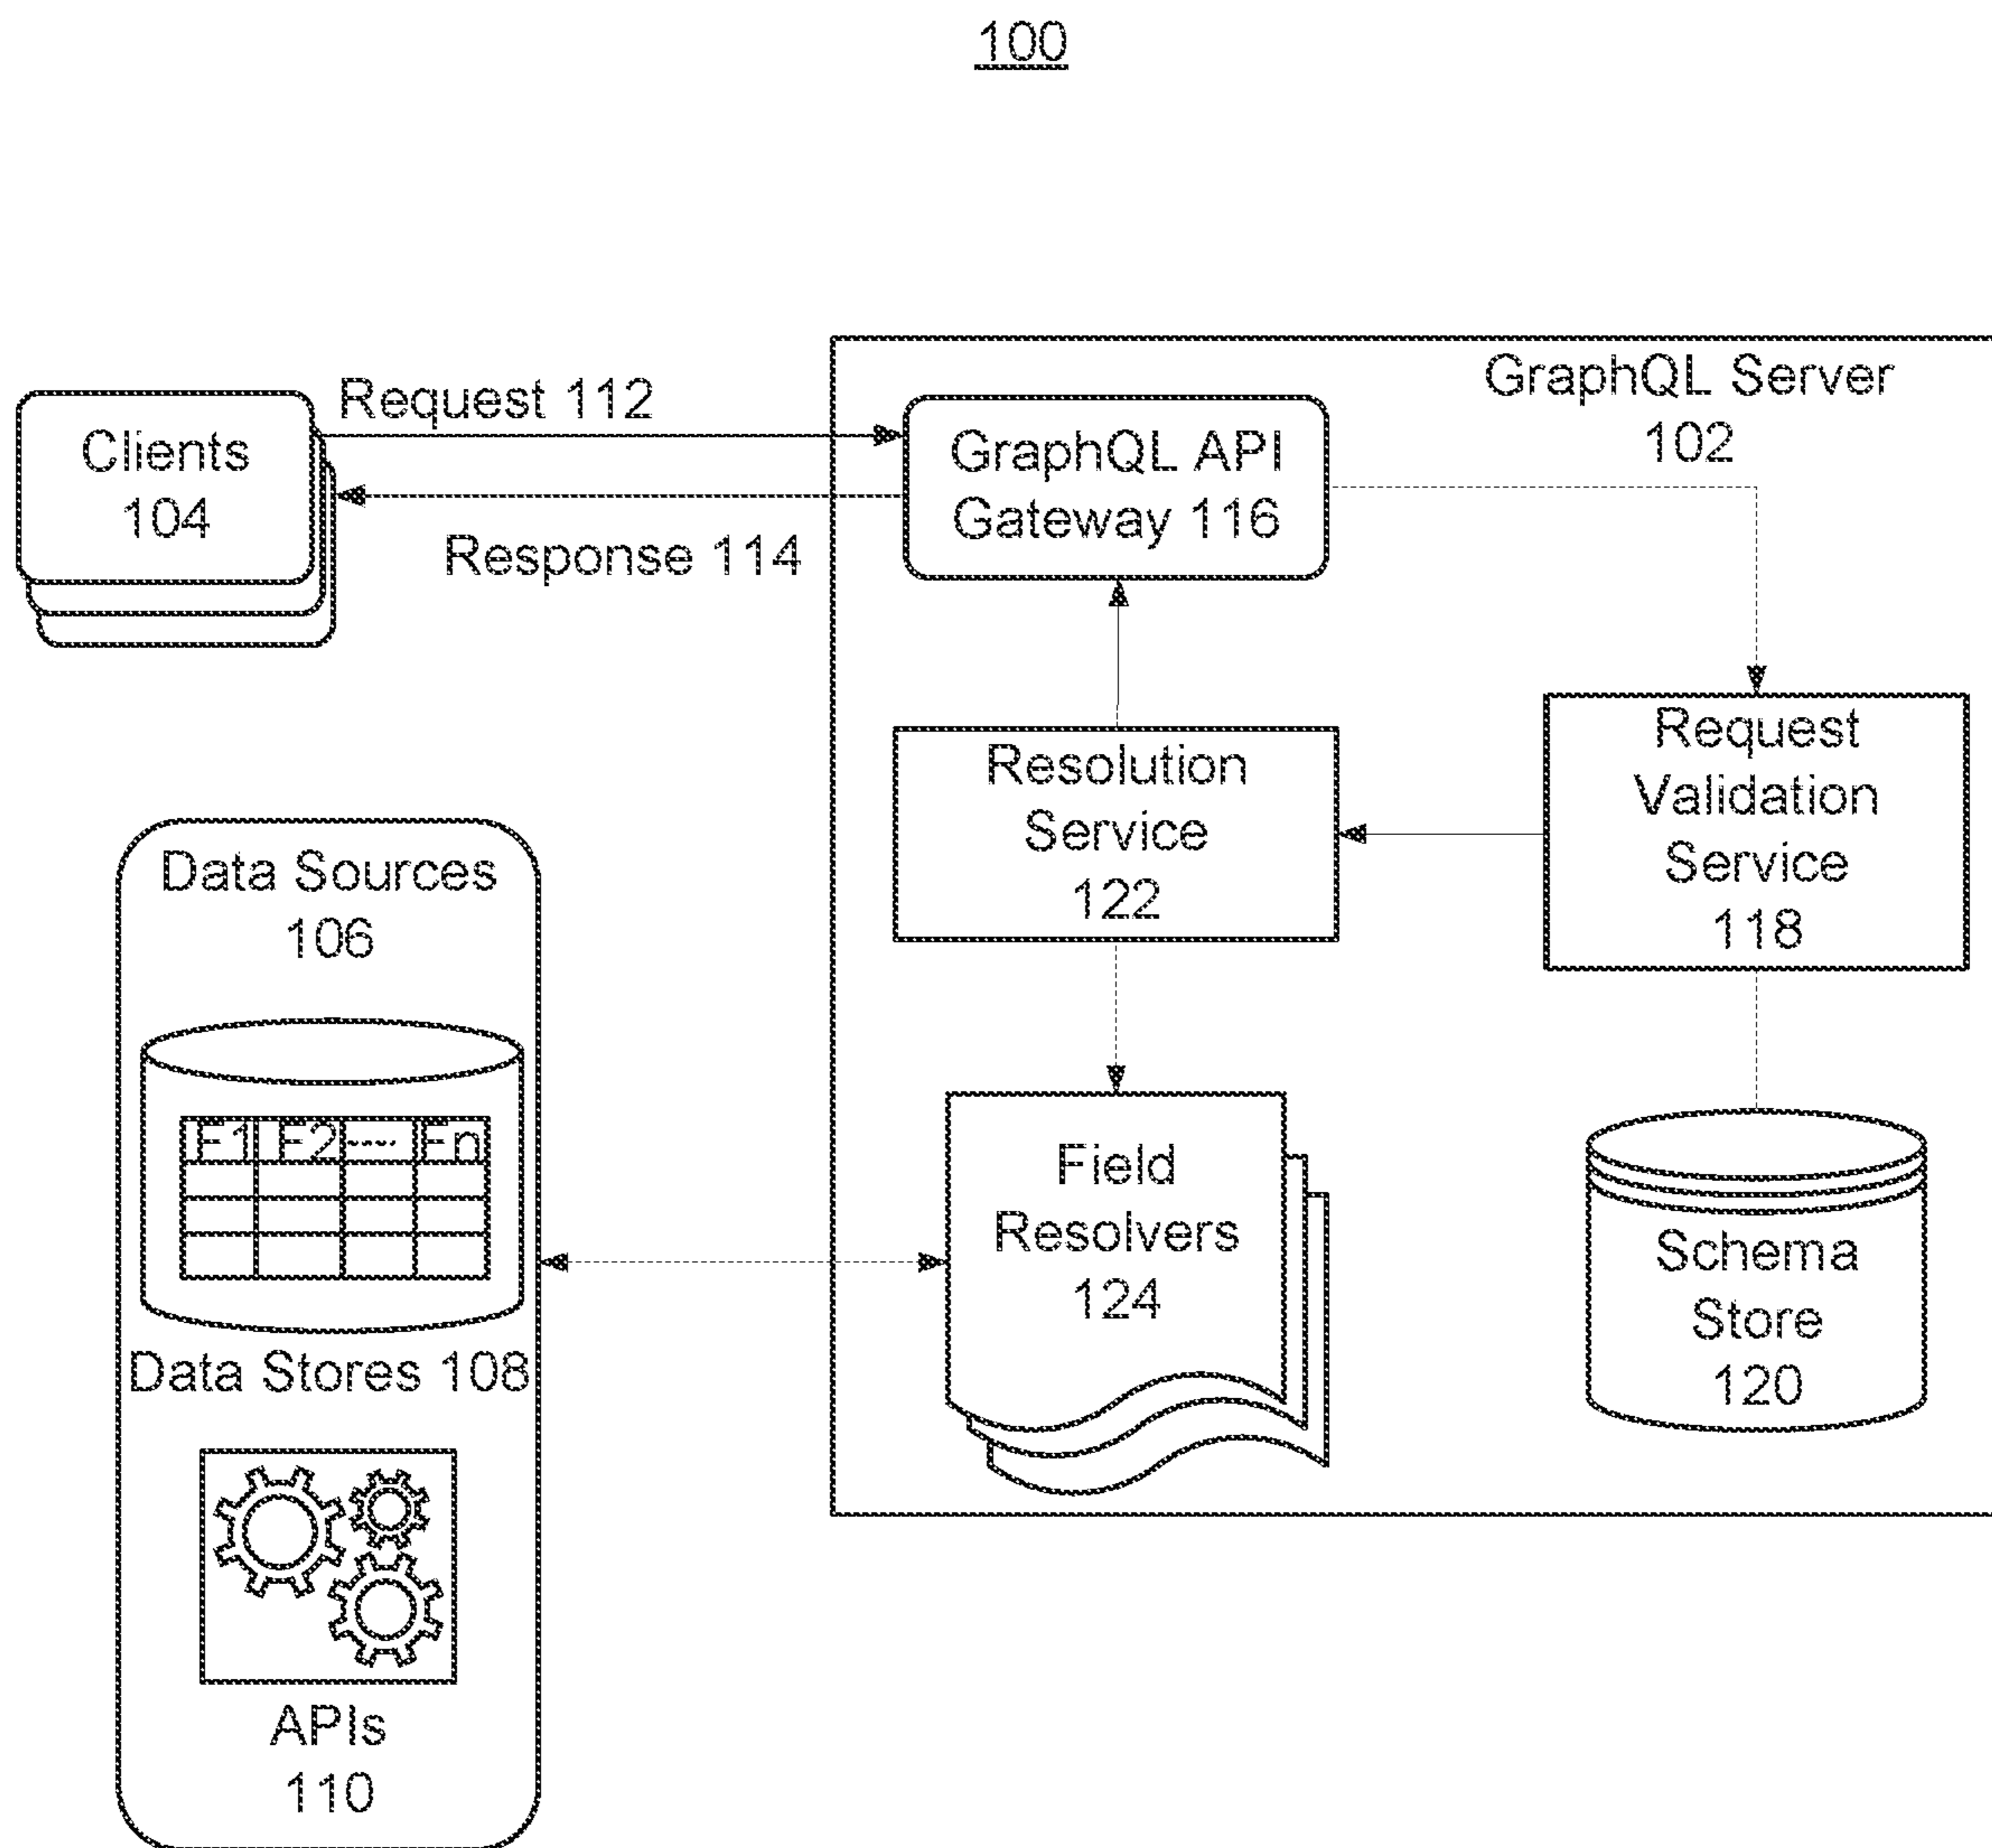 100
GraphQL Server
102
Request 112
Clients
104
GraphQL API
Gateway 116
Response 114
Resolution
Service
122
Request
Validation
Service
118
Data Sources
106
F1 F2 ---- Fn
Data Stores 108
Field
Resolvers
124
Schema
Store
120
APIs
110